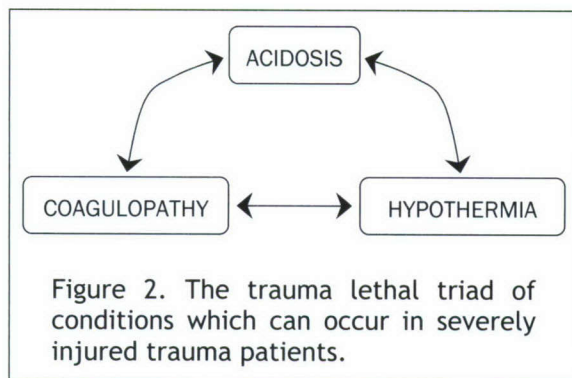 ACIDOSIS
COAGULOPATHY
HYPOTHERMIA
Figure 2. The trauma lethal triad of
conditions which can occur in severely
injured trauma patients.